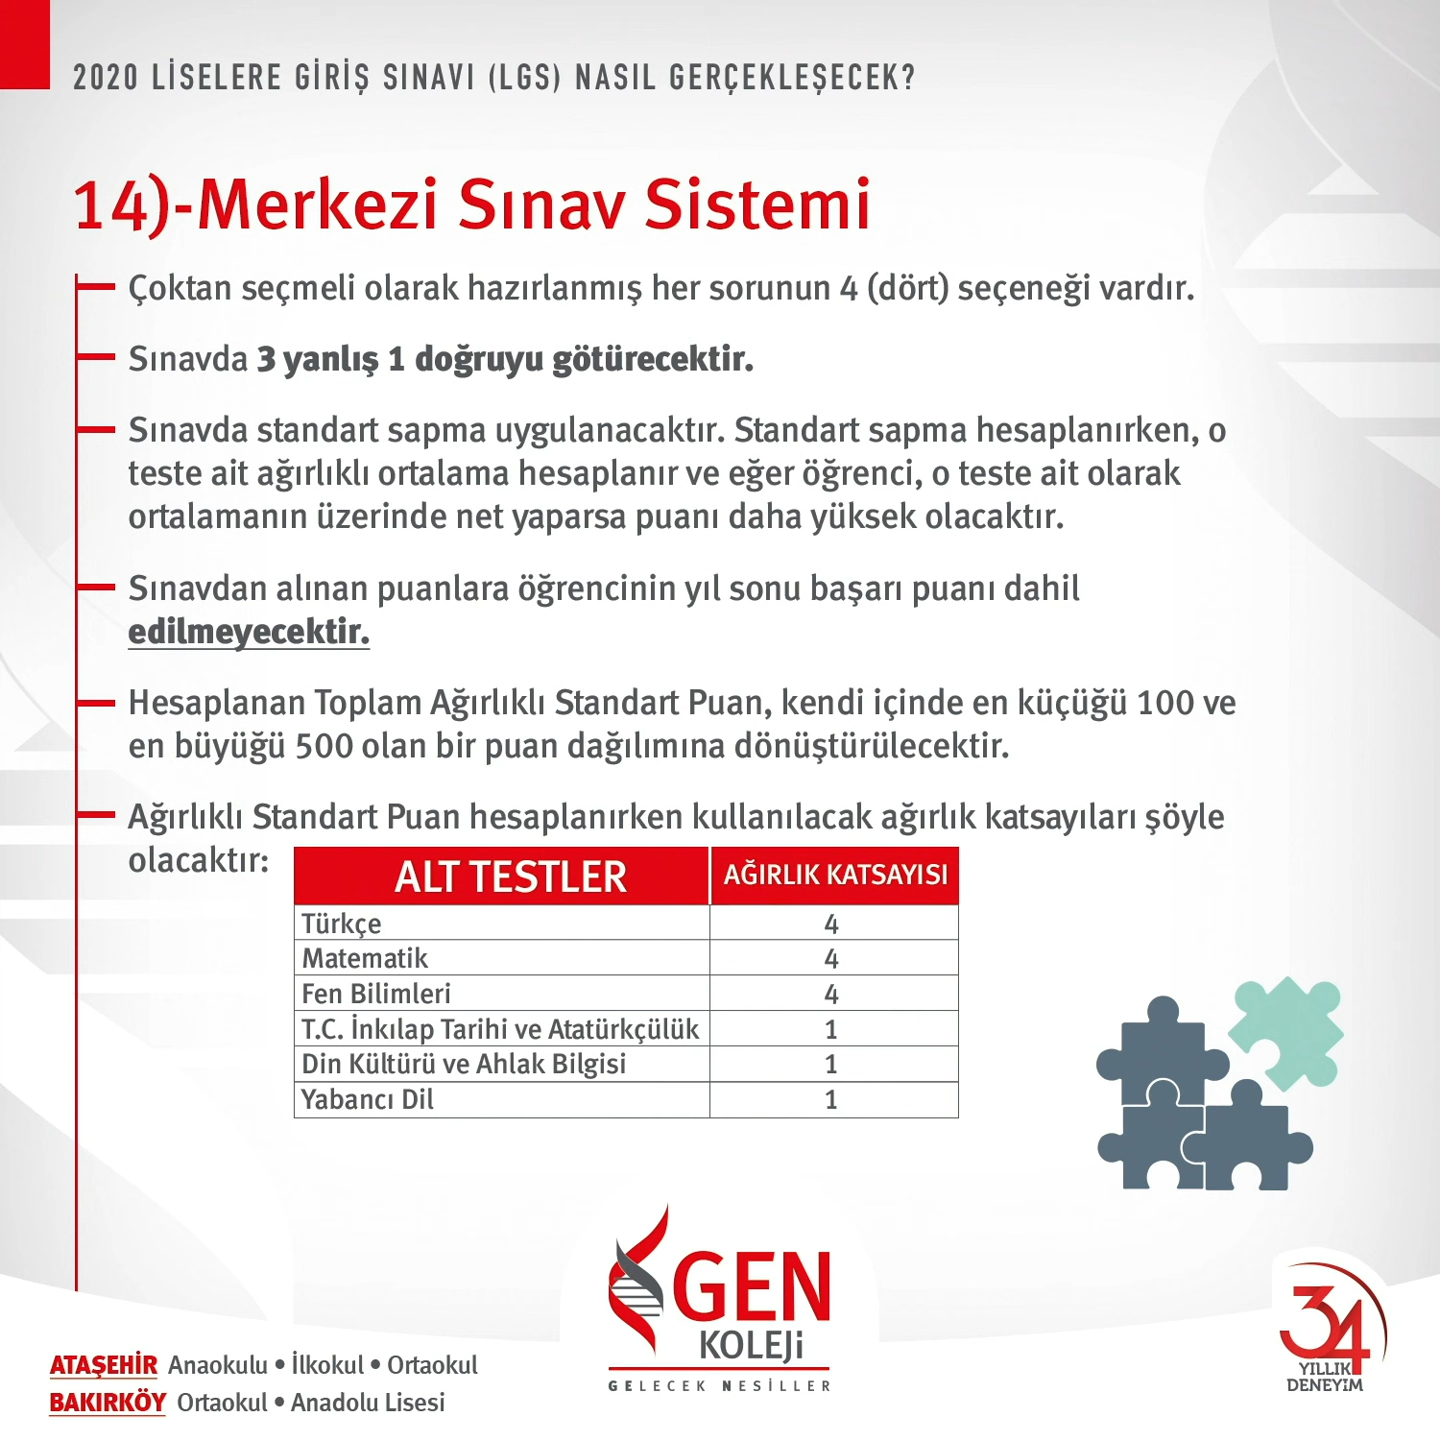 2020 LİSELERE GİRİŞ SINAVI (LGS) NASIL GERÇEKLEŞECEK?
14)-Merkezi Sınav Sistemi
Çoktan seçmeli olarak hazırlanmış her sorunun 4 (dört) seçeneği vardır.
Sınavda 3 yanlış 1 doğruyu götürecektir.
Sınavda standart sapma uygulanacaktır. Standart sapma hesaplanırken, o
teste ait ağırlıklı ortalama hesaplanır ve eğer öğrenci, o teste ait olarak
ortalamanın üzerinde net yaparsa puanı daha yüksek olacaktır.
Sınavdan alınan puanlara öğrencinin yıl sonu başarı puanı dahil
edilmeyecektir.
Hesaplanan Toplam Ağırlıklı Standart Puan, kendi içinde en küçüğü 100 ve
en büyüğü 500 olan bir puan dağılımına dönüştürülecektir.
Ağırlıklı Standart Puan hesaplanırken kullanılacak ağırlık katsayıları şöyle
olacaktır:
ALT TESTLER AĞIRLIK KATSAYISI
Türkçe 4
Matematik 4
Fen Bilimleri 4
T.C. İnkılap Tarihi ve Atatürkçülük 1
Din Kültürü ve Ahlak Bilgisi 1
Yabancı Dil 1
GEN
KOLEJi
GELECEK NESİLLER
34
YILLIK
DENEYİM
ATAŞEHİR Anaokulu • İlkokul • Ortaokul
BAKIRKÖY Ortaokul • Anadolu Lisesi